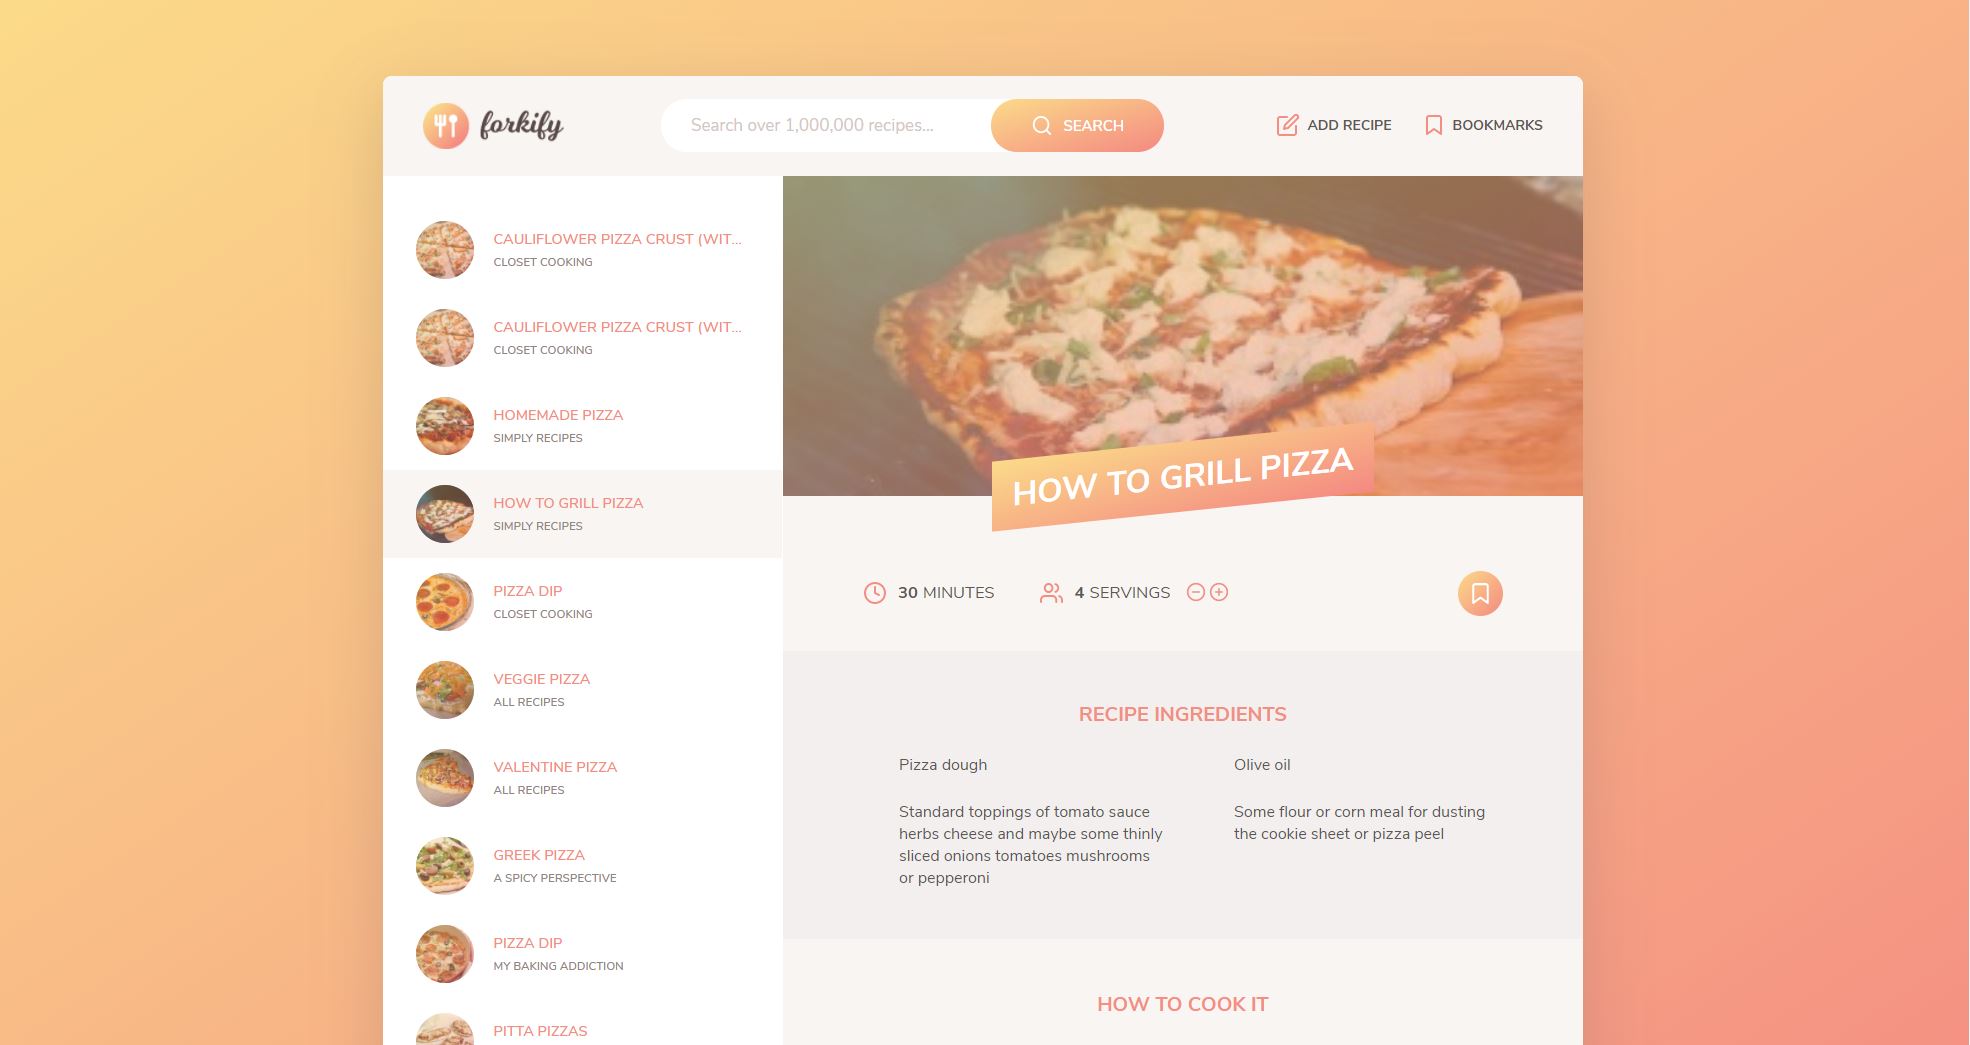 forkify
Search over 1,000,000 recipes...
SEARCH
ADD RECIPE
BOOKMARKS
CAULIFLOWER PIZZA CRUST (WIT...
CLOSET COOKING
CAULIFLOWER PIZZA CRUST (WIT...
CLOSET COOKING
HOMEMADE PIZZA
SIMPLY RECIPES
HOW TO GRILL PIZZA
SIMPLY RECIPES
PIZZA DIP
CLOSET COOKING
VEGGIE PIZZA
ALL RECIPES
VALENTINE PIZZA
ALL RECIPES
GREEK PIZZA
A SPICY PERSPECTIVE
PIZZA DIP
MY BAKING ADDICTION
PITTA PIZZAS
HOW TO GRILL PIZZA
30 MINUTES
4 SERVINGS
RECIPE INGREDIENTS
Pizza dough
Olive oil
Standard toppings of tomato sauce
herbs cheese and maybe some thinly
sliced onions tomatoes mushrooms
or pepperoni
Some flour or corn meal for dusting
the cookie sheet or pizza peel
HOW TO COOK IT